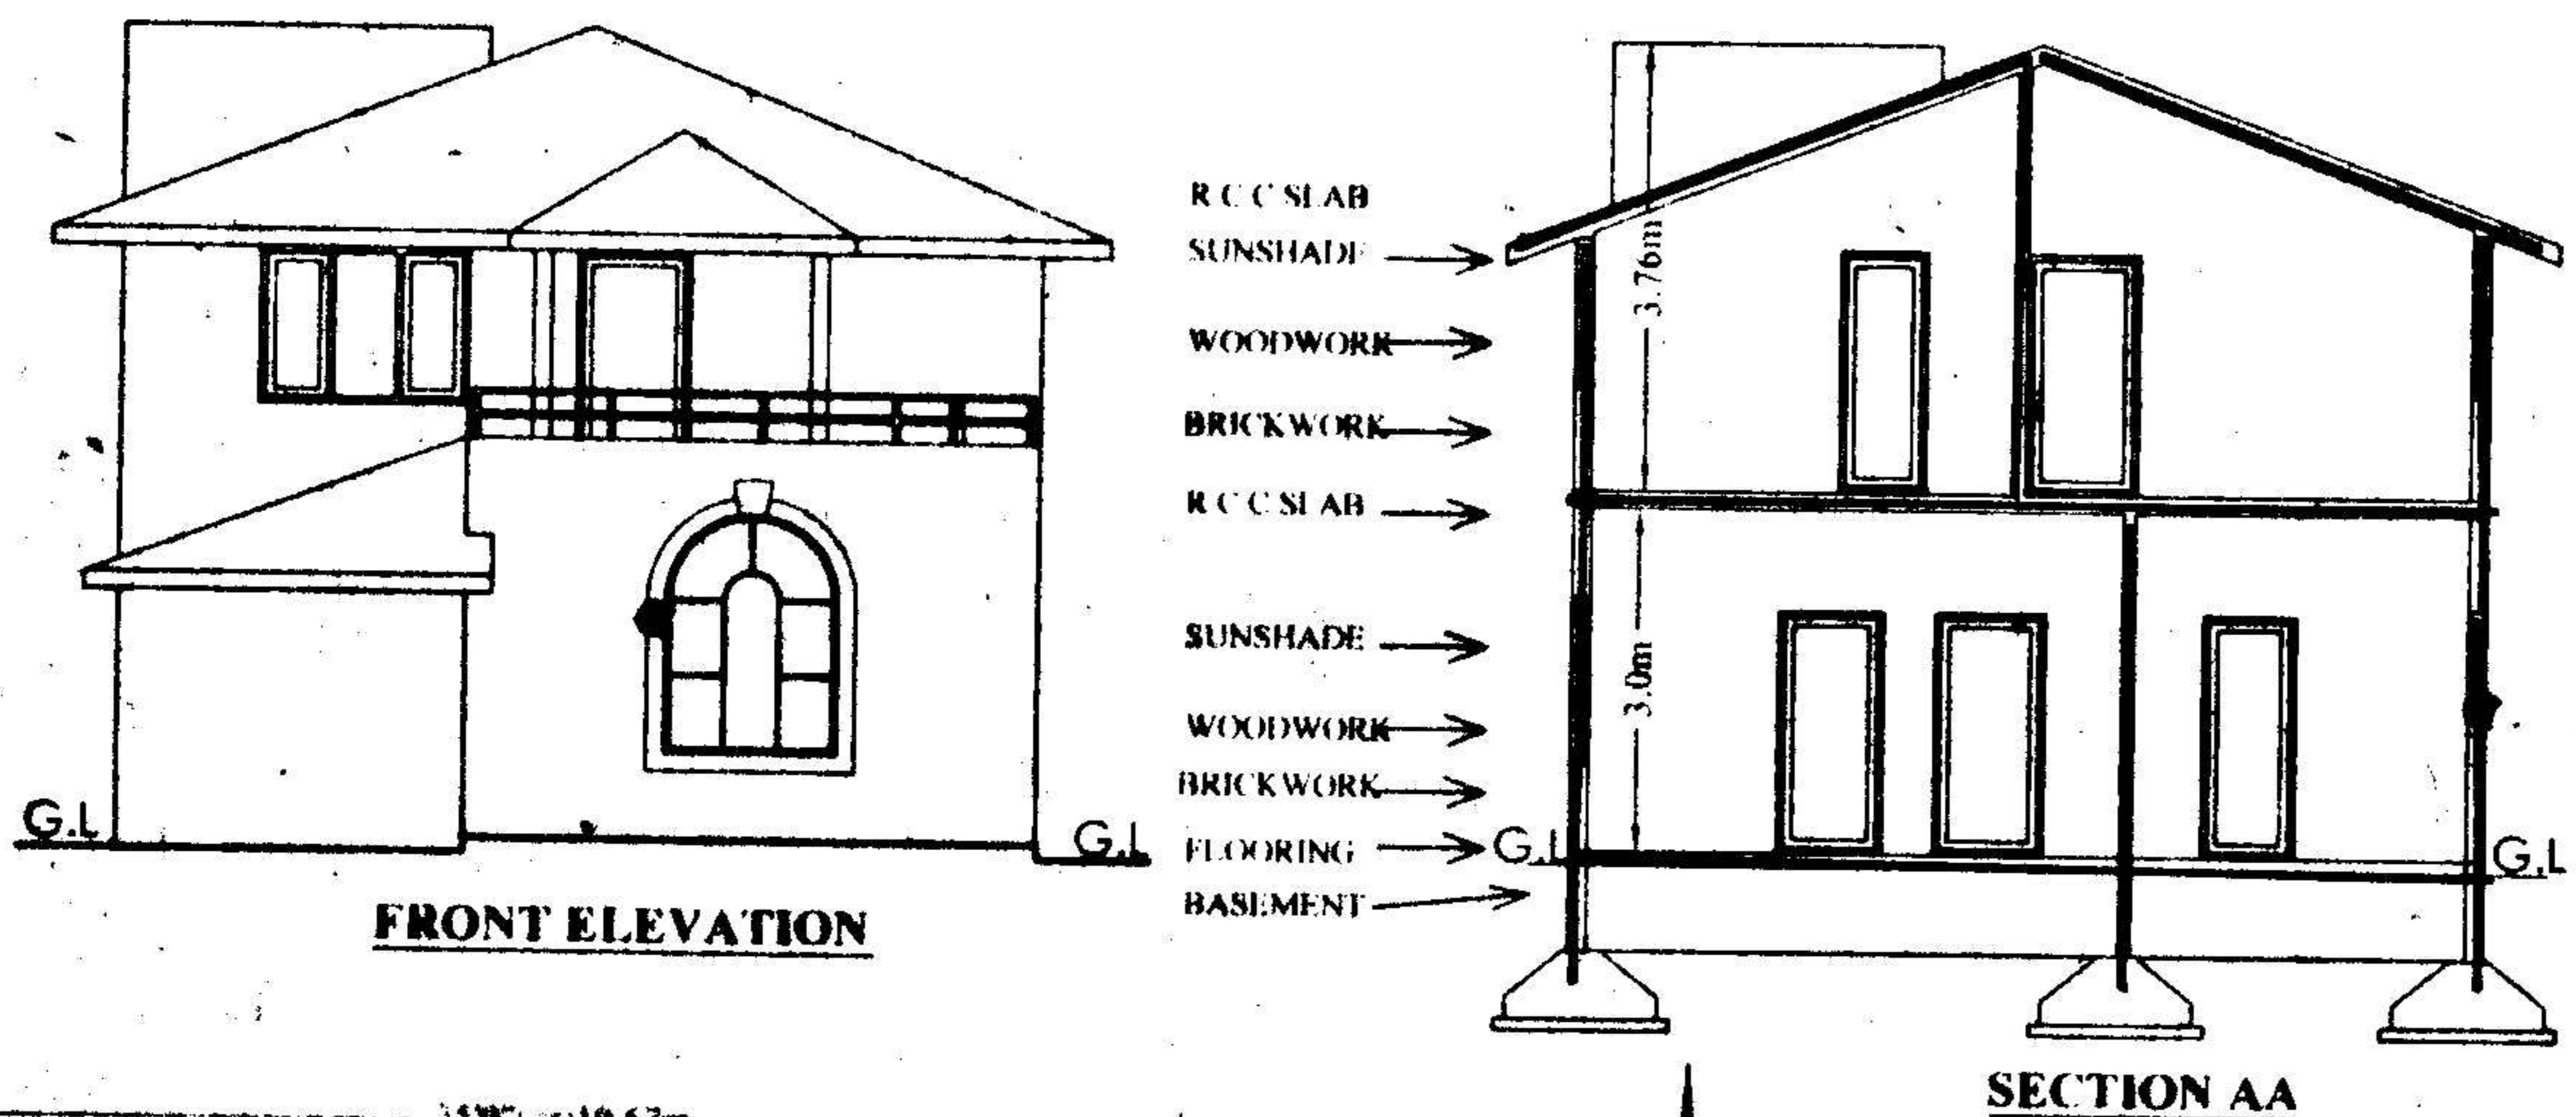 R C C SLAB
SUNSHADE
WOODWORK
BRICKWORK
R C C SLAB
SUNSHADE
WOODWORK
BRICKWORK
FLOORING
BASEMENT
3.76m
3.0m
G.L
G.L
G.L
G.L
FRONT ELEVATION
SECTION AA